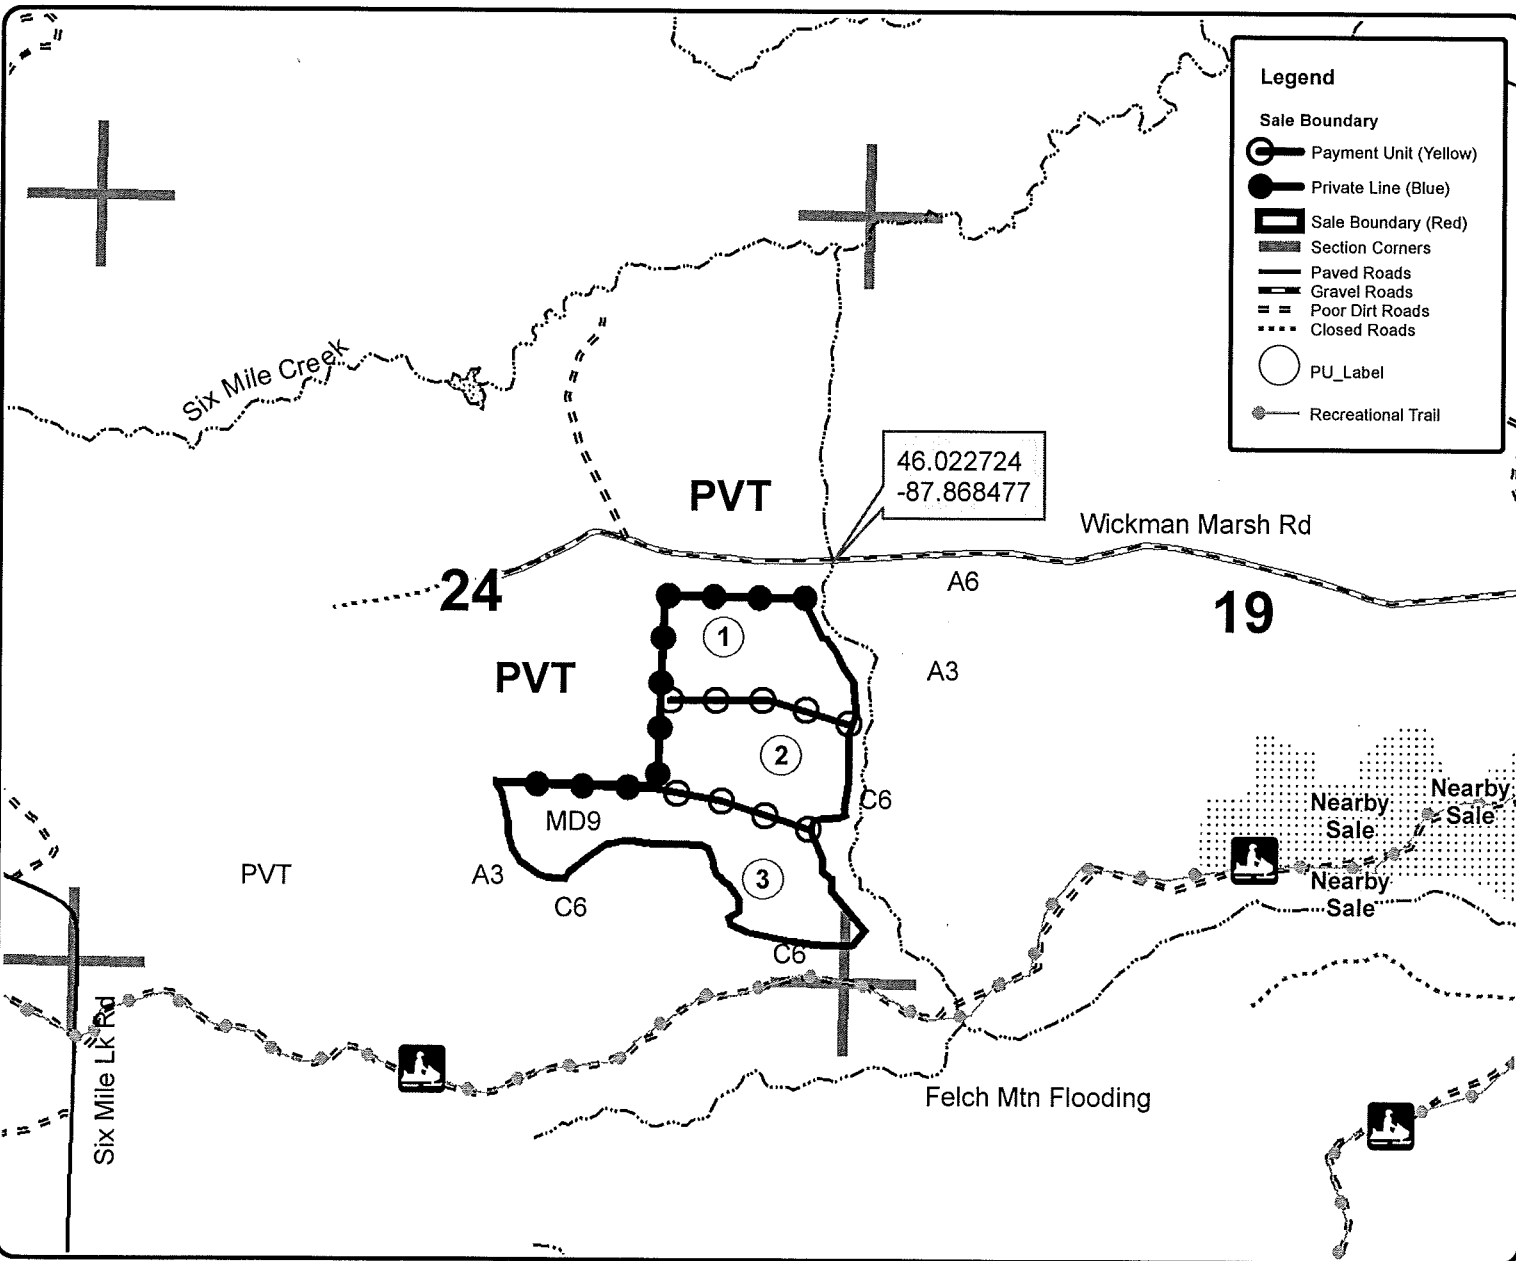 Legend
Sale Boundary
Payment Unit (Yellow)
Private Line (Blue)
Sale Boundary (Red)
Section Corners
Paved Roads
Gravel Roads
Poor Dirt Roads
Closed Roads
PU_Label
Recreational Trail
Six Mile Creek
46.022724
-87.868477
PVT
Wickman Marsh Rd
24
A6
19
1
PVT
A3
2
C6
MD9
Nearby
Sale
Nearby
Sale
PVT
A3
3
Nearby
Sale
C6
C6
Six Mile Lk Rd
Felch Mtn Flooding